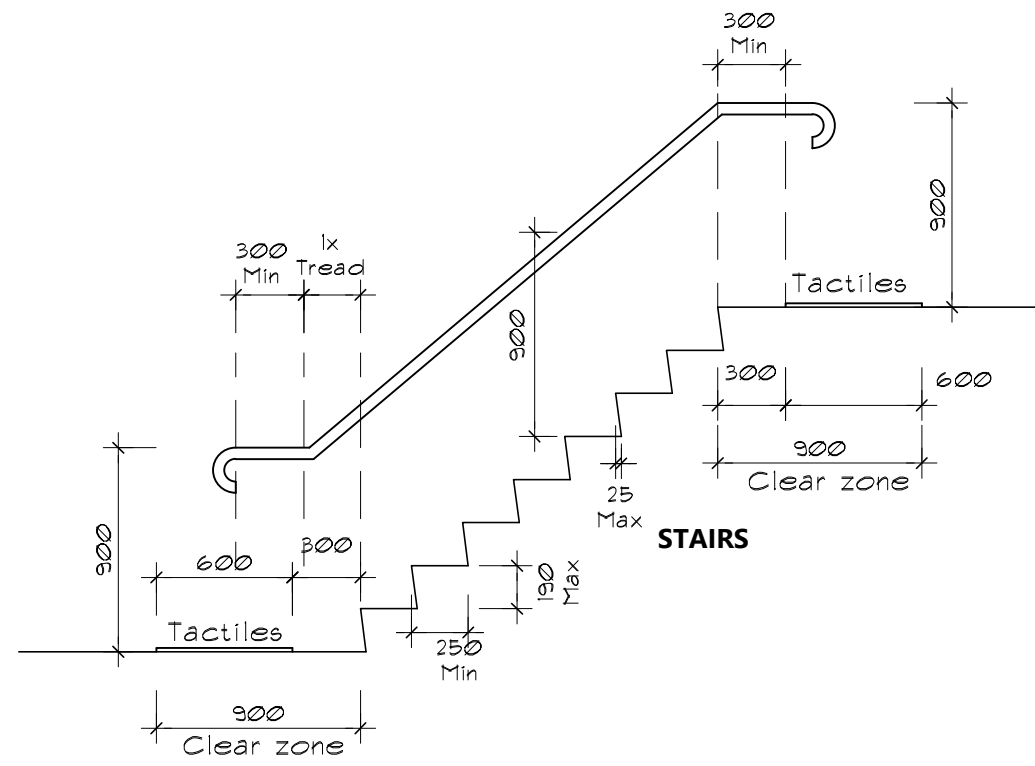 300
Min
900
1x
300
Tread
Min
Tactiles
900
300
600
900
Clear zone
25
Max
STAIRS
900
300
600
190
Max
Tactiles
250
Min
900
Clear zone